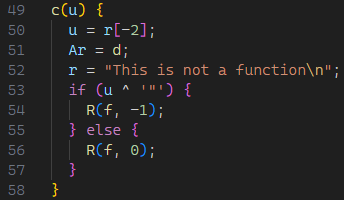 49 c(u) {
50 u = r[-2];
51 Ar = d;
52 r = "This is not a function\n";
53 if (u ^ '"') {
54 R(f, -1);
55 } else {
56 R(f, 0);
57 }
58 }